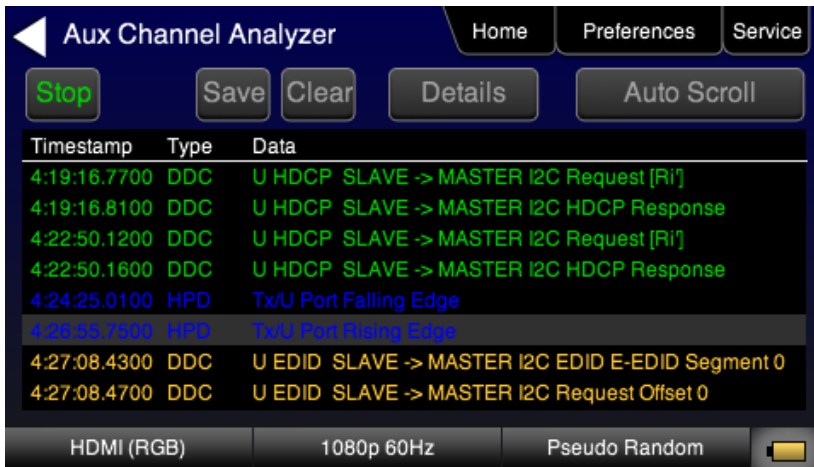 Aux Channel Analyzer Home Preferences Service
Stop Save Clear Details Auto Scroll
Timestamp Type Data
4:19:16.7700 DDC U HDCP SLAVE -> MASTER I2C Request [Ri']
4:19:16.8100 DDC U HDCP SLAVE -> MASTER I2C HDCP Response
4:22:50.1200 DDC U HDCP SLAVE -> MASTER I2C Request [Ri']
4:22:50.1600 DDC U HDCP SLAVE -> MASTER I2C HDCP Response
4:24:25.0100 HPD Tx/U Port Falling Edge
4:26:55.7500 HPD Tx/U Port Rising Edge
4:27:08.4300 DDC U EDID SLAVE -> MASTER I2C EDID E-EDID Segment 0
4:27:08.4700 DDC U EDID SLAVE -> MASTER I2C Request Offset 0
HDMI (RGB) 1080p 60Hz Pseudo Random